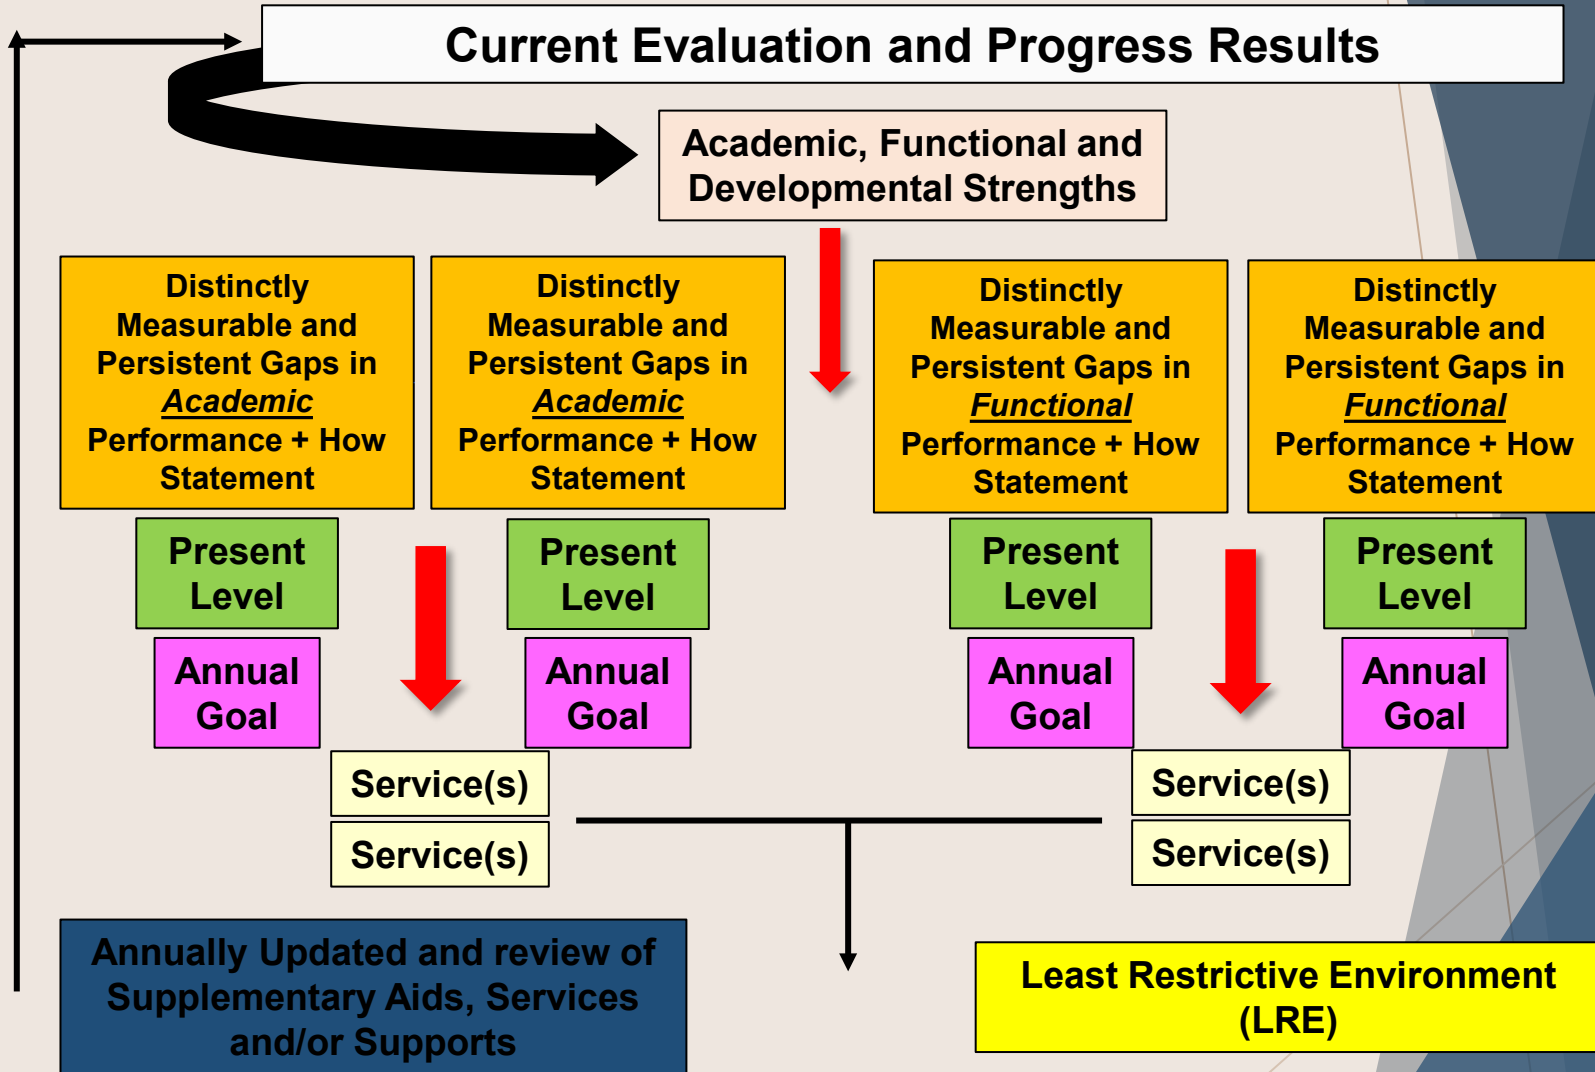 Current Evaluation and Progress Results
Academic, Functional and
Developmental Strengths
Distinctly
Measurable and
Persistent Gaps in
Academic
Performance + How
Statement
Distinctly
Measurable and
Persistent Gaps in
Academic
Performance + How
Statement
Distinctly
Measurable and
Persistent Gaps in
Functional
Performance + How
Statement
Distinctly
Measurable and
Persistent Gaps in
Functional
Performance + How
Statement
Present
Level
Present
Level
Present
Level
Present
Level
Annual
Goal
Annual
Goal
Annual
Goal
Annual
Goal
Service(s)
Service(s)
Service(s)
Service(s)
Annually Updated and review of
Supplementary Aids, Services
and/or Supports
Least Restrictive Environment
(LRE)